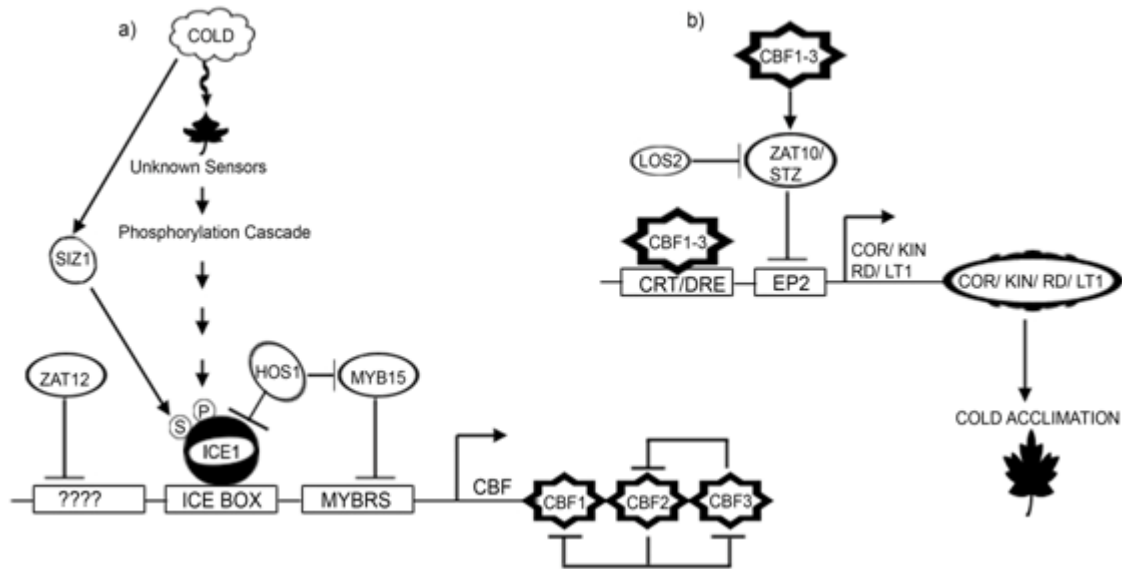 a)
COLD
Unknown Sensors
Phosphorylation Cascade
SIZ1
ZAT12
HOS1
MYB15
S
P
ICE1
????
ICE BOX
MYBRS
CBF
CBF1
CBF2
CBF3
b)
CBF1-3
LOS2
ZAT10/
STZ
CBF1-3
COR/ KIN
RD/ LT1
CRT/DRE
EP2
COR/ KIN/ RD/ LT1
COLD ACCLIMATION